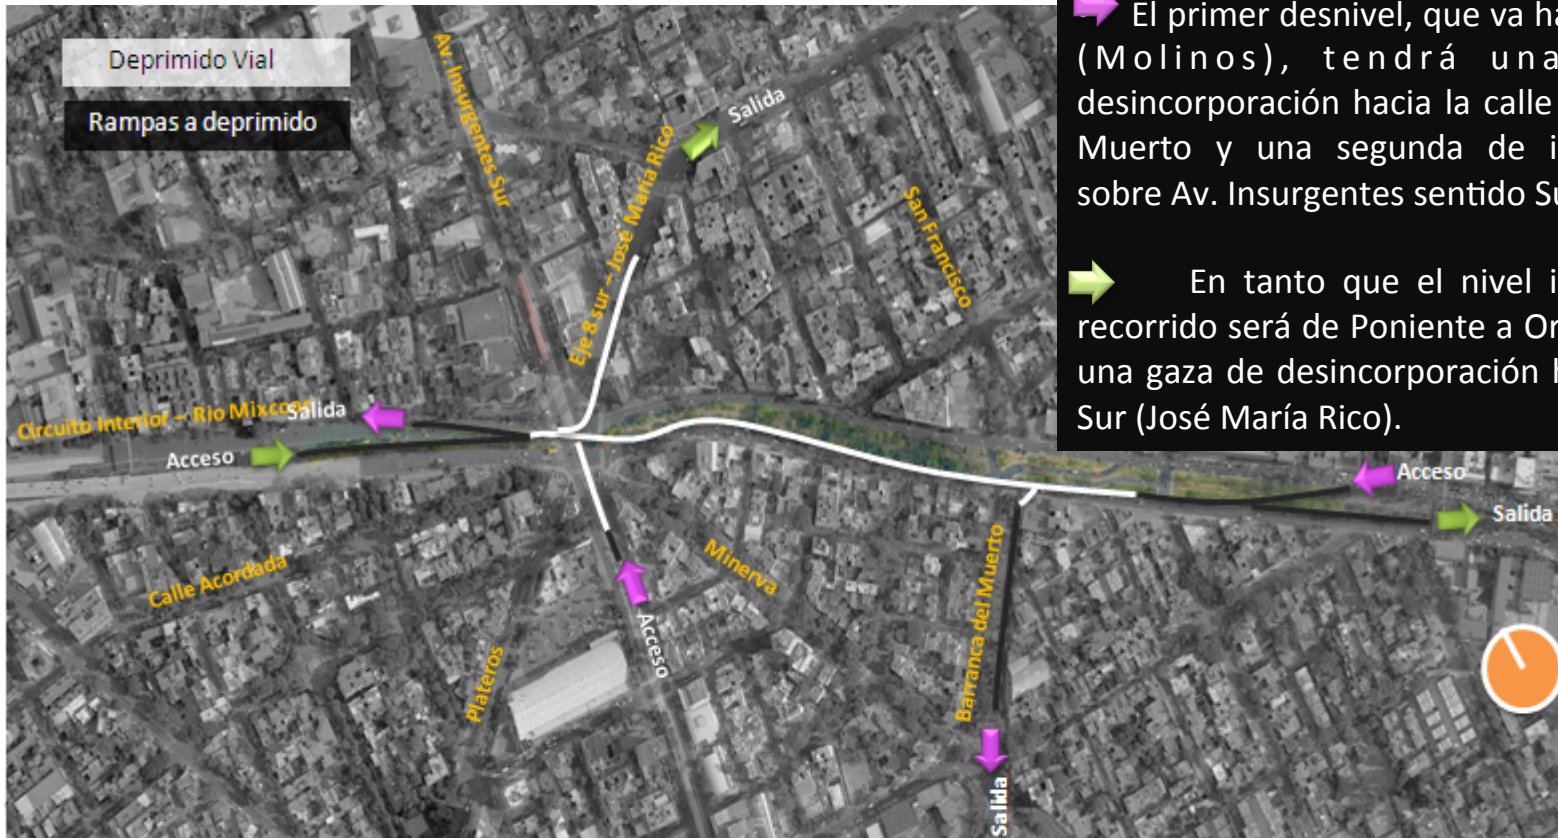 Deprimido Vial
Rampas a deprimido
Av. Insurgentes Sur
Eje 8 sur – José María Rico
Salida
San Francisco
Circuito Interior – Rio Mixcoac
Salida
Acceso
Calle Acordada
Plateros
Acceso
Minerva
Barranca del Muerto
Salida
Acceso
Salida
El primer desnivel, que va ha
(Molinos), tendrá una
desincorporación hacia la calle
Muerto y una segunda de i
sobre Av. Insurgentes sentido Su
En tanto que el nivel i
recorrido será de Poniente a Or
una gaza de desincorporación h
Sur (José María Rico).